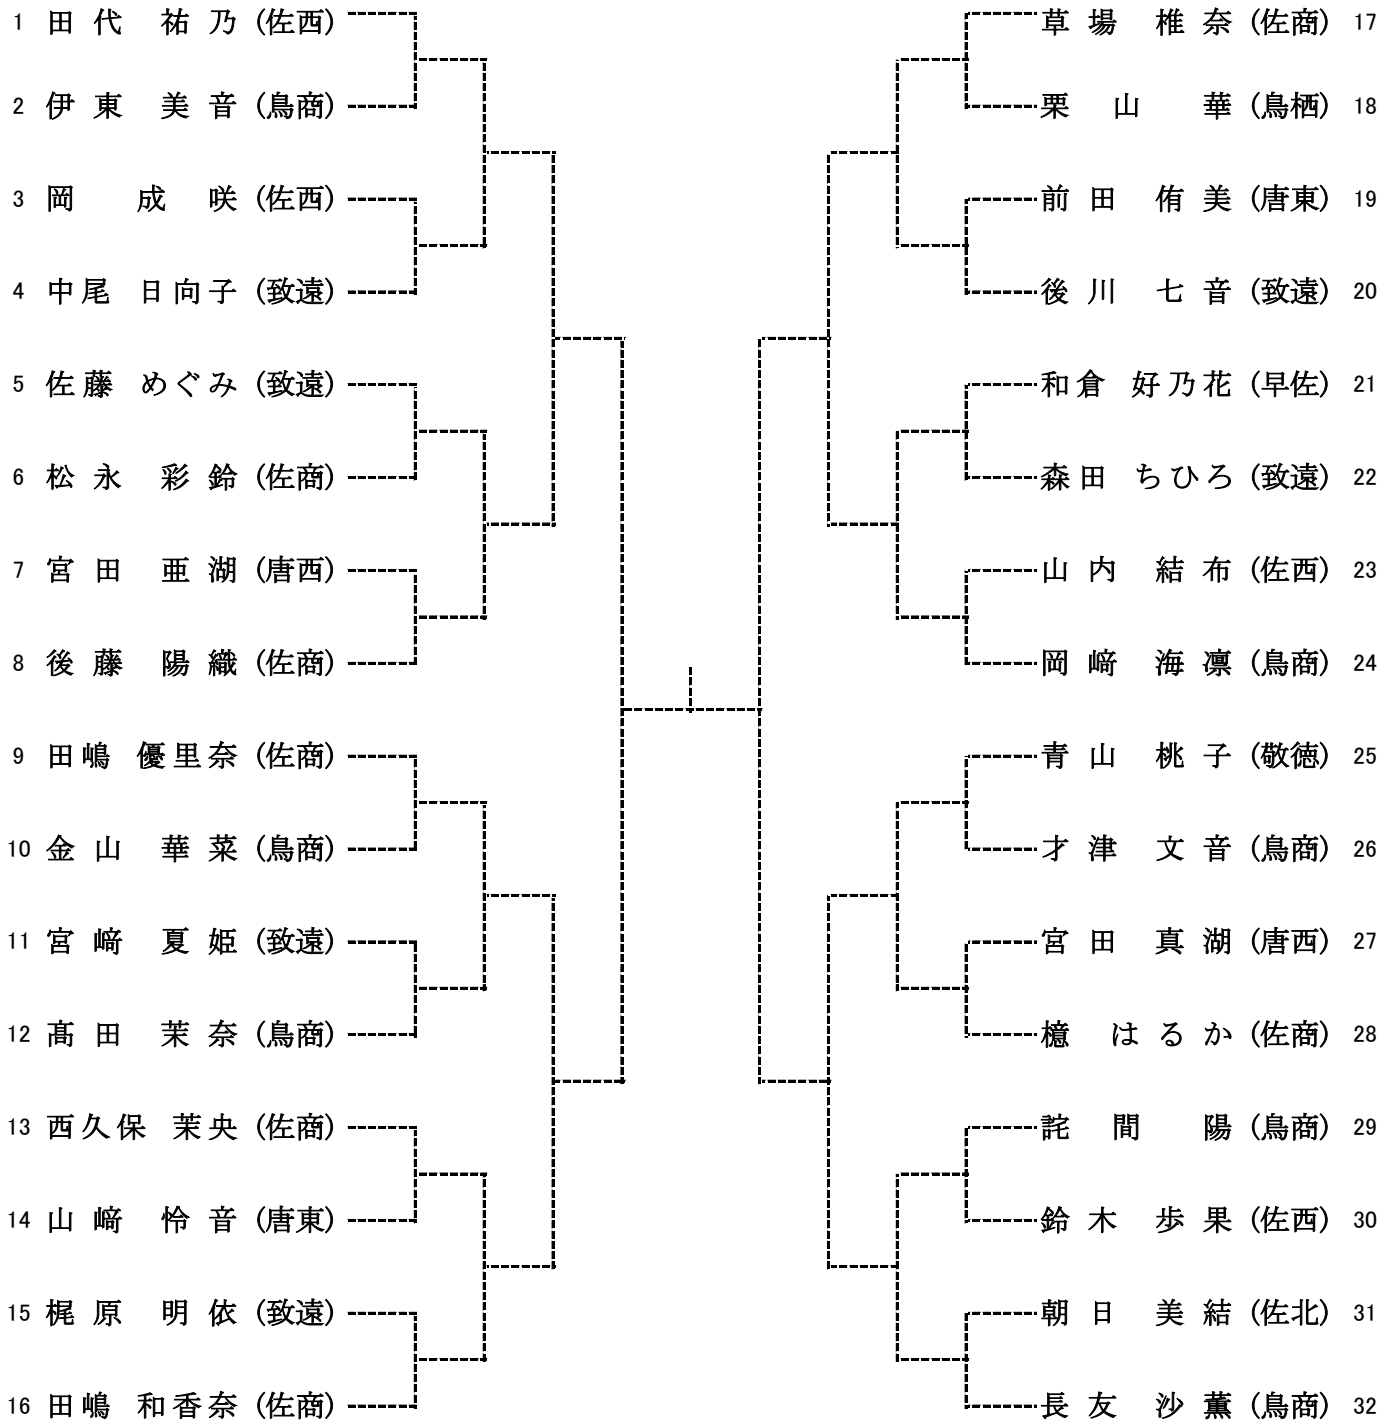 1 田代 祐乃 (佐西)
2 伊東 美音 (鳥商)
3 岡 成咲 (佐西)
4 中尾 日向子 (致遠)
5 佐藤 めぐみ (致遠)
6 松永 彩鈴 (佐商)
7 宮田 亜湖 (唐西)
8 後藤 陽織 (佐商)
9 田嶋 優里奈 (佐商)
10 金山 華菜 (鳥商)
11 宮﨑 夏姫 (致遠)
12 髙田 茉奈 (鳥商)
13 西久保 茉央 (佐商)
14 山﨑 怜音 (唐東)
15 梶原 明依 (致遠)
16 田嶋 和香奈 (佐商)
草場 椎奈 (佐商) 17
栗山 華 (鳥栖) 18
前田 侑美 (唐東) 19
後川 七音 (致遠) 20
和倉 好乃花 (早佐) 21
森田 ちひろ (致遠) 22
山内 結布 (佐西) 23
岡﨑 海凛 (鳥商) 24
青山 桃子 (敬徳) 25
才津 文音 (鳥商) 26
宮田 真湖 (唐西) 27
檍 はるか (佐商) 28
詫間 陽 (鳥商) 29
鈴木 歩果 (佐西) 30
朝日 美結 (佐北) 31
長友 沙薫 (鳥商) 32